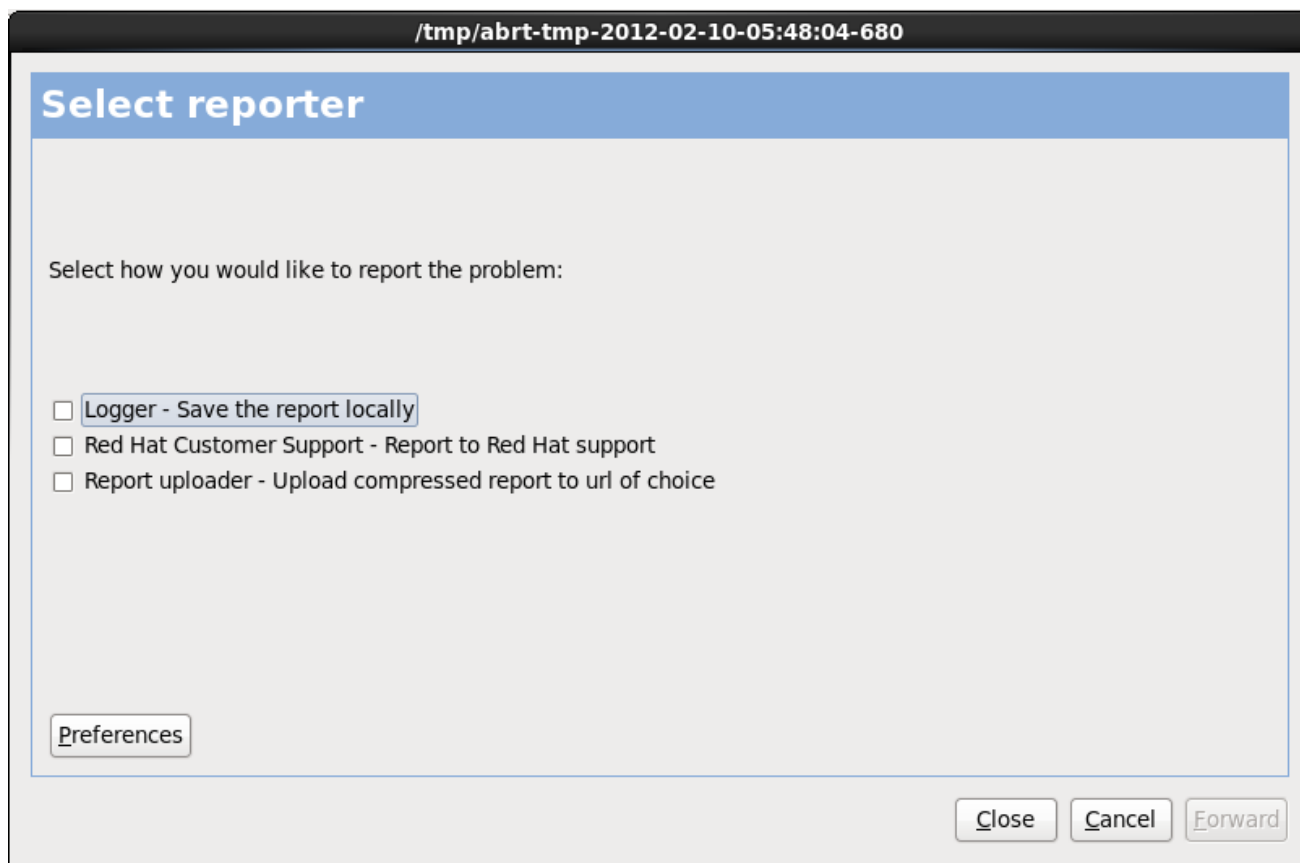 /tmp/abrt-tmp-2012-02-10-05:48:04-680
Select reporter
Select how you would like to report the problem:
Logger - Save the report locally
Red Hat Customer Support - Report to Red Hat support
Report uploader - Upload compressed report to url of choice
Preferences
Close Cancel Forward